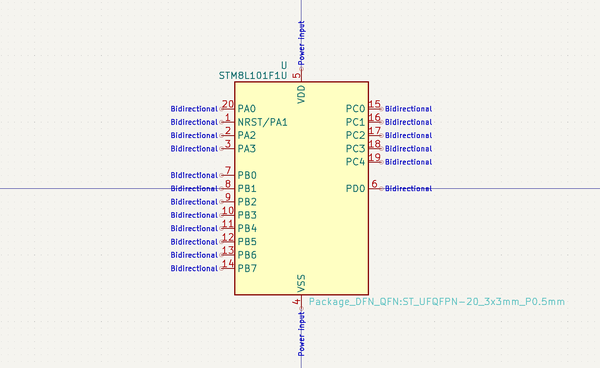 Power input
U
STM8L101F1U
5
VDD
Bidirectional 20 PA0 PC0 15 Bidirectional
Bidirectional 1 NRST/PA1 PC1 16 Bidirectional
Bidirectional 2 PA2 PC2 17 Bidirectional
Bidirectional 3 PA3 PC3 18 Bidirectional
PC4 19 Bidirectional
Bidirectional 7 PB0
Bidirectional 8 PB1 PD0 6 Bidirectional
Bidirectional 9 PB2
Bidirectional 10 PB3
Bidirectional 11 PB4
Bidirectional 12 PB5
Bidirectional 13 PB6
Bidirectional 14 PB7
VSS
4
Package_DFN_QFN:ST_UFQFPN-20_3x3mm_P0.5mm
Power input